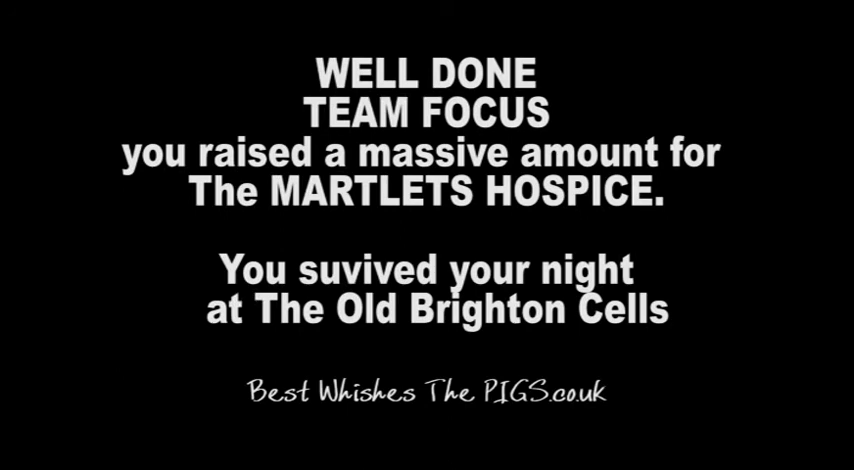 WELL DONE
TEAM FOCUS
you raised a massive amount for
The MARTLETS HOSPICE.
You suvived your night
at The Old Brighton Cells
Best Whishes The PIGS.co.uk